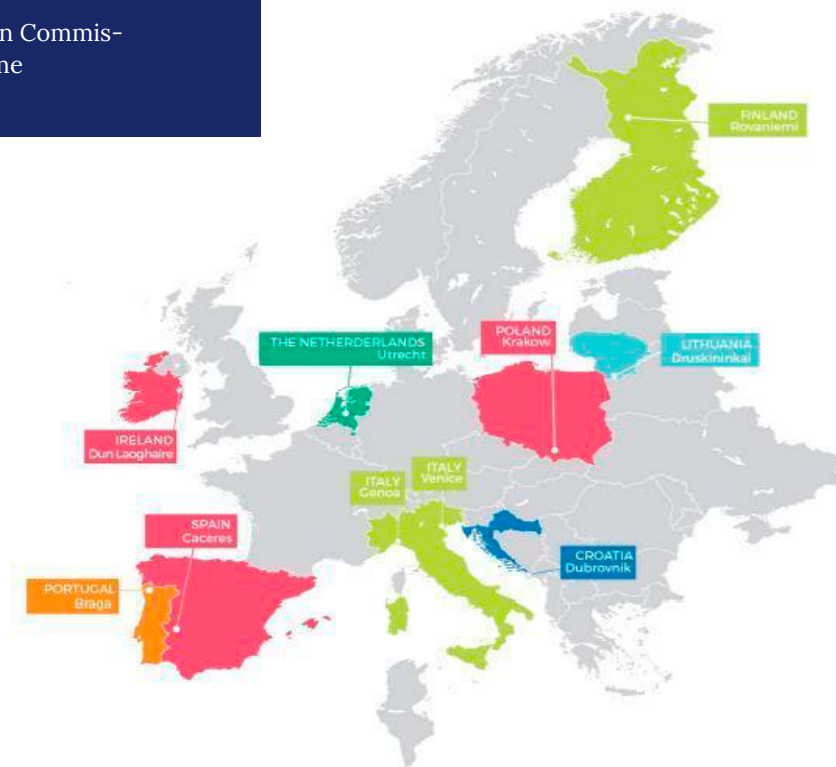 n Commis-
ne
FINLAND
Rovaniemi
THE NETHERDERLANDS
Utrecht
POLAND
Krakow
LITHUANIA
Druskininkai
IRELAND
Dun Laoghaire
ITALY
Genoa
ITALY
Venice
SPAIN
Caceres
CROATIA
Dubrovnik
PORTUGAL
Braga